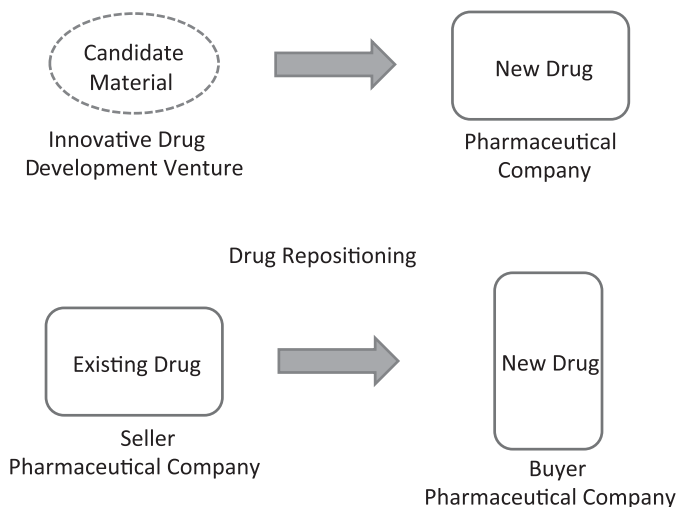 Candidate
Material
New Drug
Innovative Drug
Development Venture
Pharmaceutical
Company
Drug Repositioning
Existing Drug
New Drug
Seller
Pharmaceutical Company
Buyer
Pharmaceutical Company